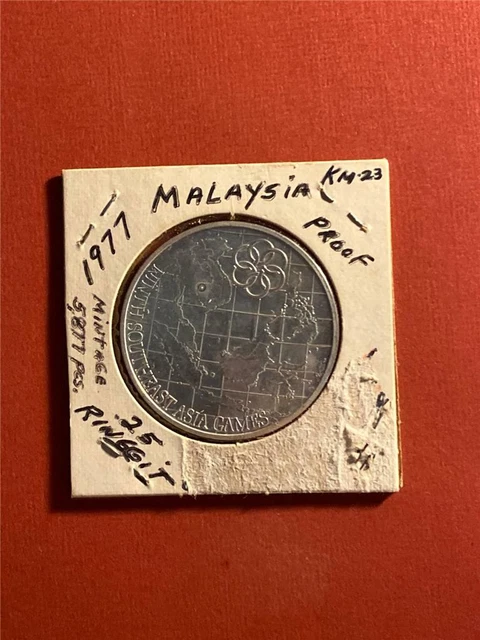 MALAYSIA
KM-23
1977
PROOF
MINTAGE
5,877 PCS.
.25
RINGGIT
NINTH SOUTH EAST ASIA GAMES